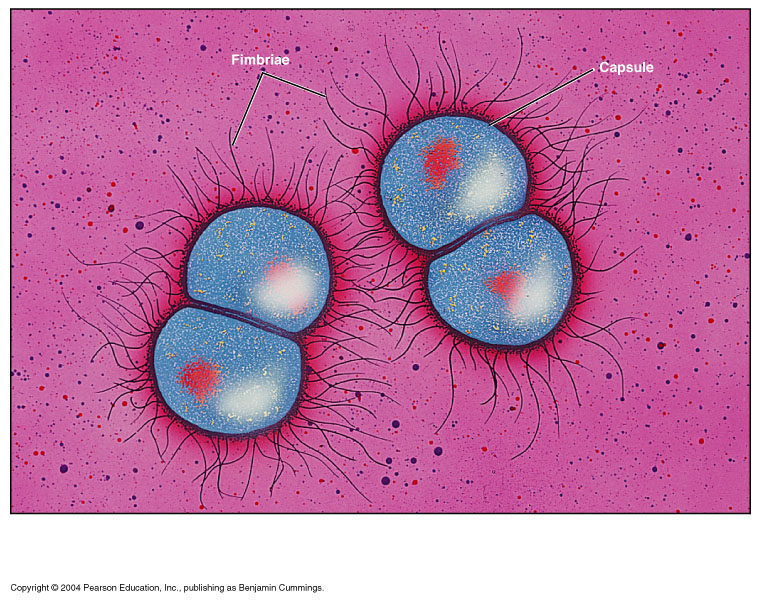 Fimbriae
Capsule
Copyright © 2004 Pearson Education, Inc., publishing as Benjamin Cummings.